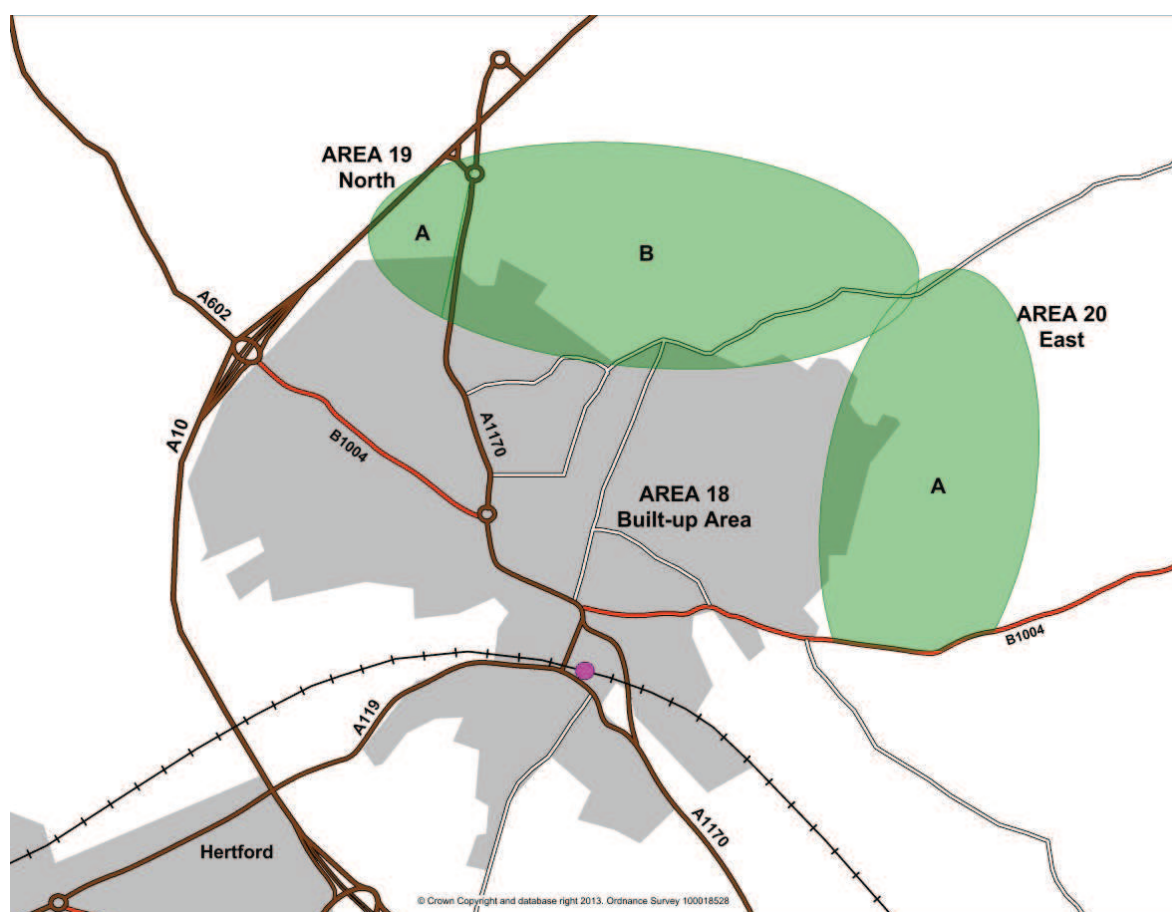 AREA 19
North
A
B
A602
AREA 20
East
A10
B1004
A1170
AREA 18
Built-up Area
A
B1004
A119
A1170
Hertford
© Crown Copyright and database right 2013. Ordnance Survey 100018528